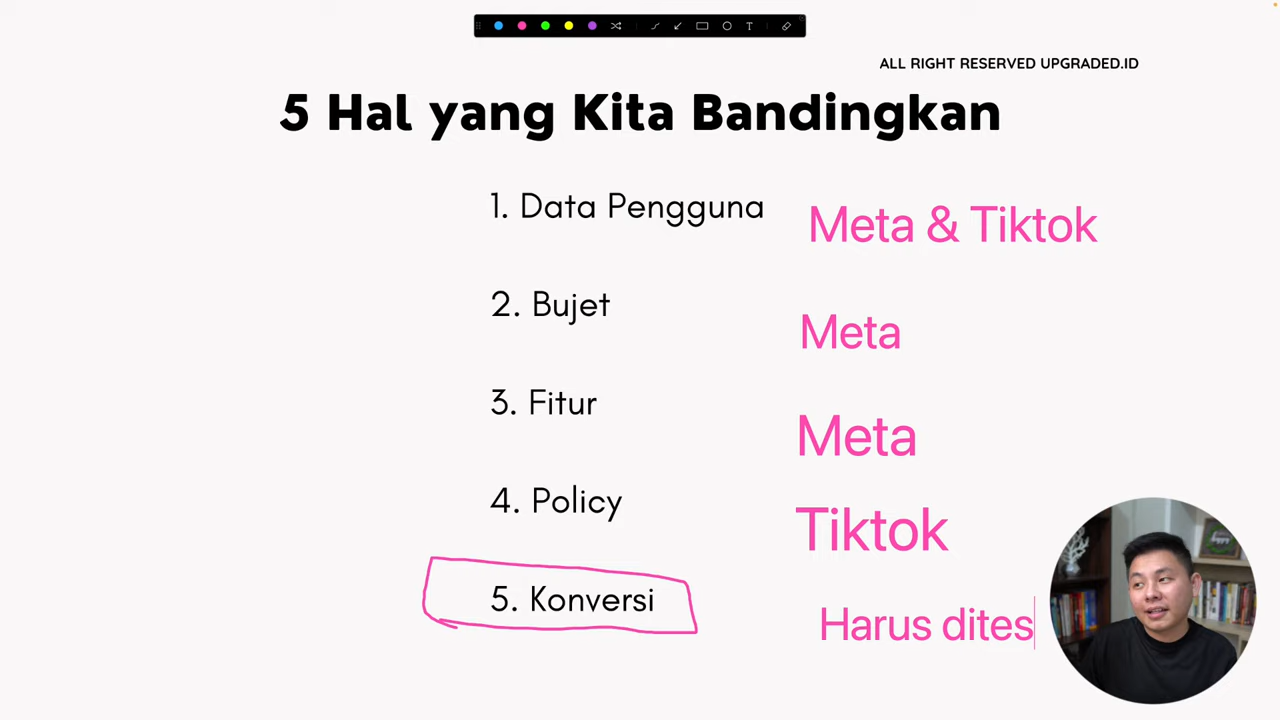 T
ALL RIGHT RESERVED UPGRADED.ID
5 Hal yang Kita Bandingkan
1. Data Pengguna
Meta & Tiktok
2. Bujet
Meta
3. Fitur
Meta
4. Policy
Tiktok
5. Konversi
Harus dites